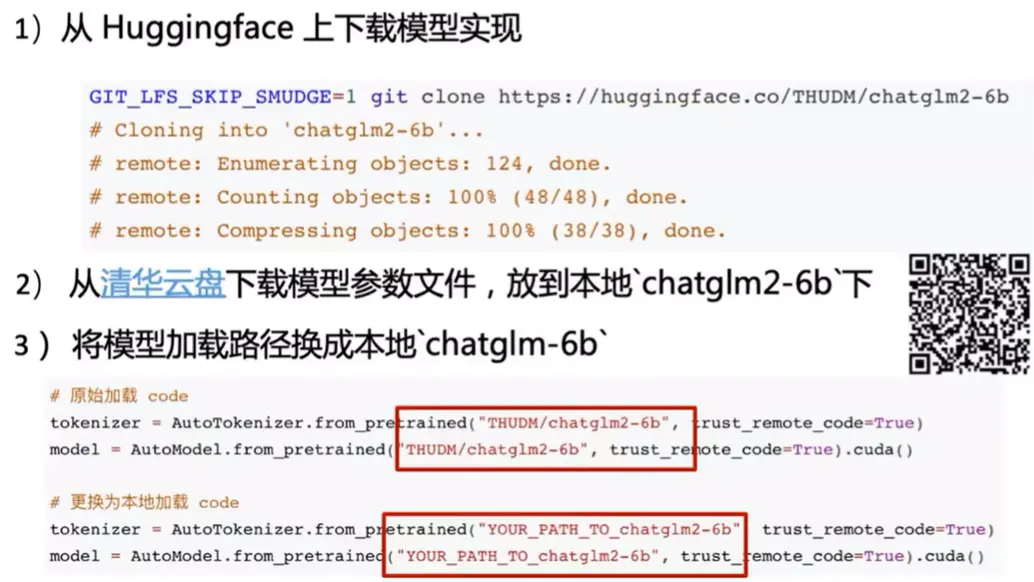 1）从 Huggingface 上下载模型实现
GIT_LFS_SKIP_SMUDGE=1 git clone https://huggingface.co/THUDM/chatglm2-6b
# Cloning into 'chatglm2-6b'...
# remote: Enumerating objects: 124, done.
# remote: Counting objects: 100% (48/48), done.
# remote: Compressing objects: 100% (38/38), done.
2） 从清华云盘下载模型参数文件，放到本地`chatglm2-6b`下
3 ） 将模型加载路径换成本地`chatglm-6b`
# 原始加载 code
tokenizer = AutoTokenizer.from_pretrained("THUDM/chatglm2-6b", trust_remote_code=True)
model = AutoModel.from_pretrained("THUDM/chatglm2-6b", trust_remote_code=True).cuda()
# 更换为本地加载 code
tokenizer = AutoTokenizer.from_pretrained("YOUR_PATH_TO_chatglm2-6b", trust_remote_code=True)
model = AutoModel.from_pretrained("YOUR_PATH_TO_chatglm2-6b", trust_remote_code=True).cuda()